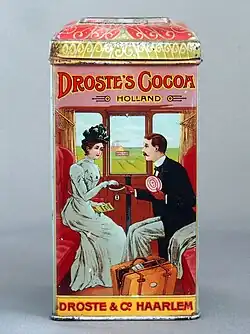 DROSTE'S COCOA
HOLLAND
DROSTE & Co HAARLEM